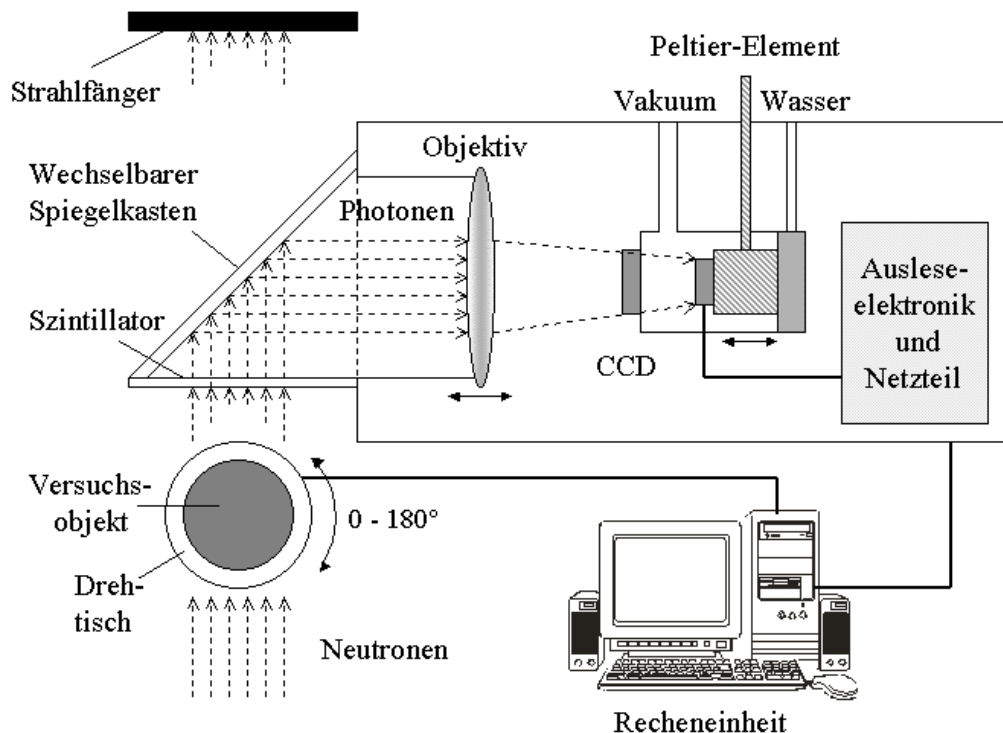 Peltier-Element
Strahlfänger
Vakuum
Wasser
Objektiv
Wechselbarer
Spiegelkasten
Photonen
Szintillator
Auslese-
elektronik
und
Netzteil
CCD
Versuchs-
objekt
0 - 180°
Dreh-
tisch
Neutronen
Recheneinheit